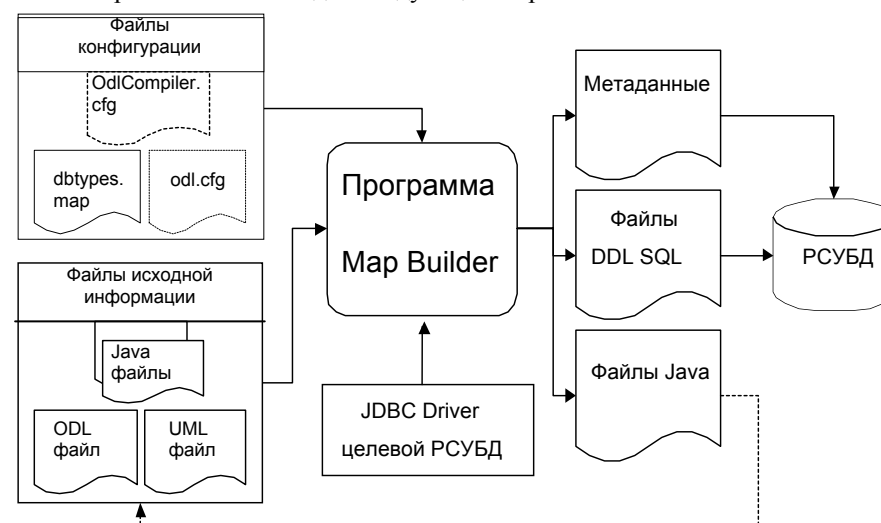 Файлы
конфигурации
OdlCompiler.
cfg
dbtypes.
map
odl.cfg
Файлы исходной
информации
Java
файлы
ODL
файл
UML
файл
Программа
Map Builder
JDBC Driver
целевой РСУБД
Метаданные
Файлы
DDL SQL
Файлы Java
РСУБД